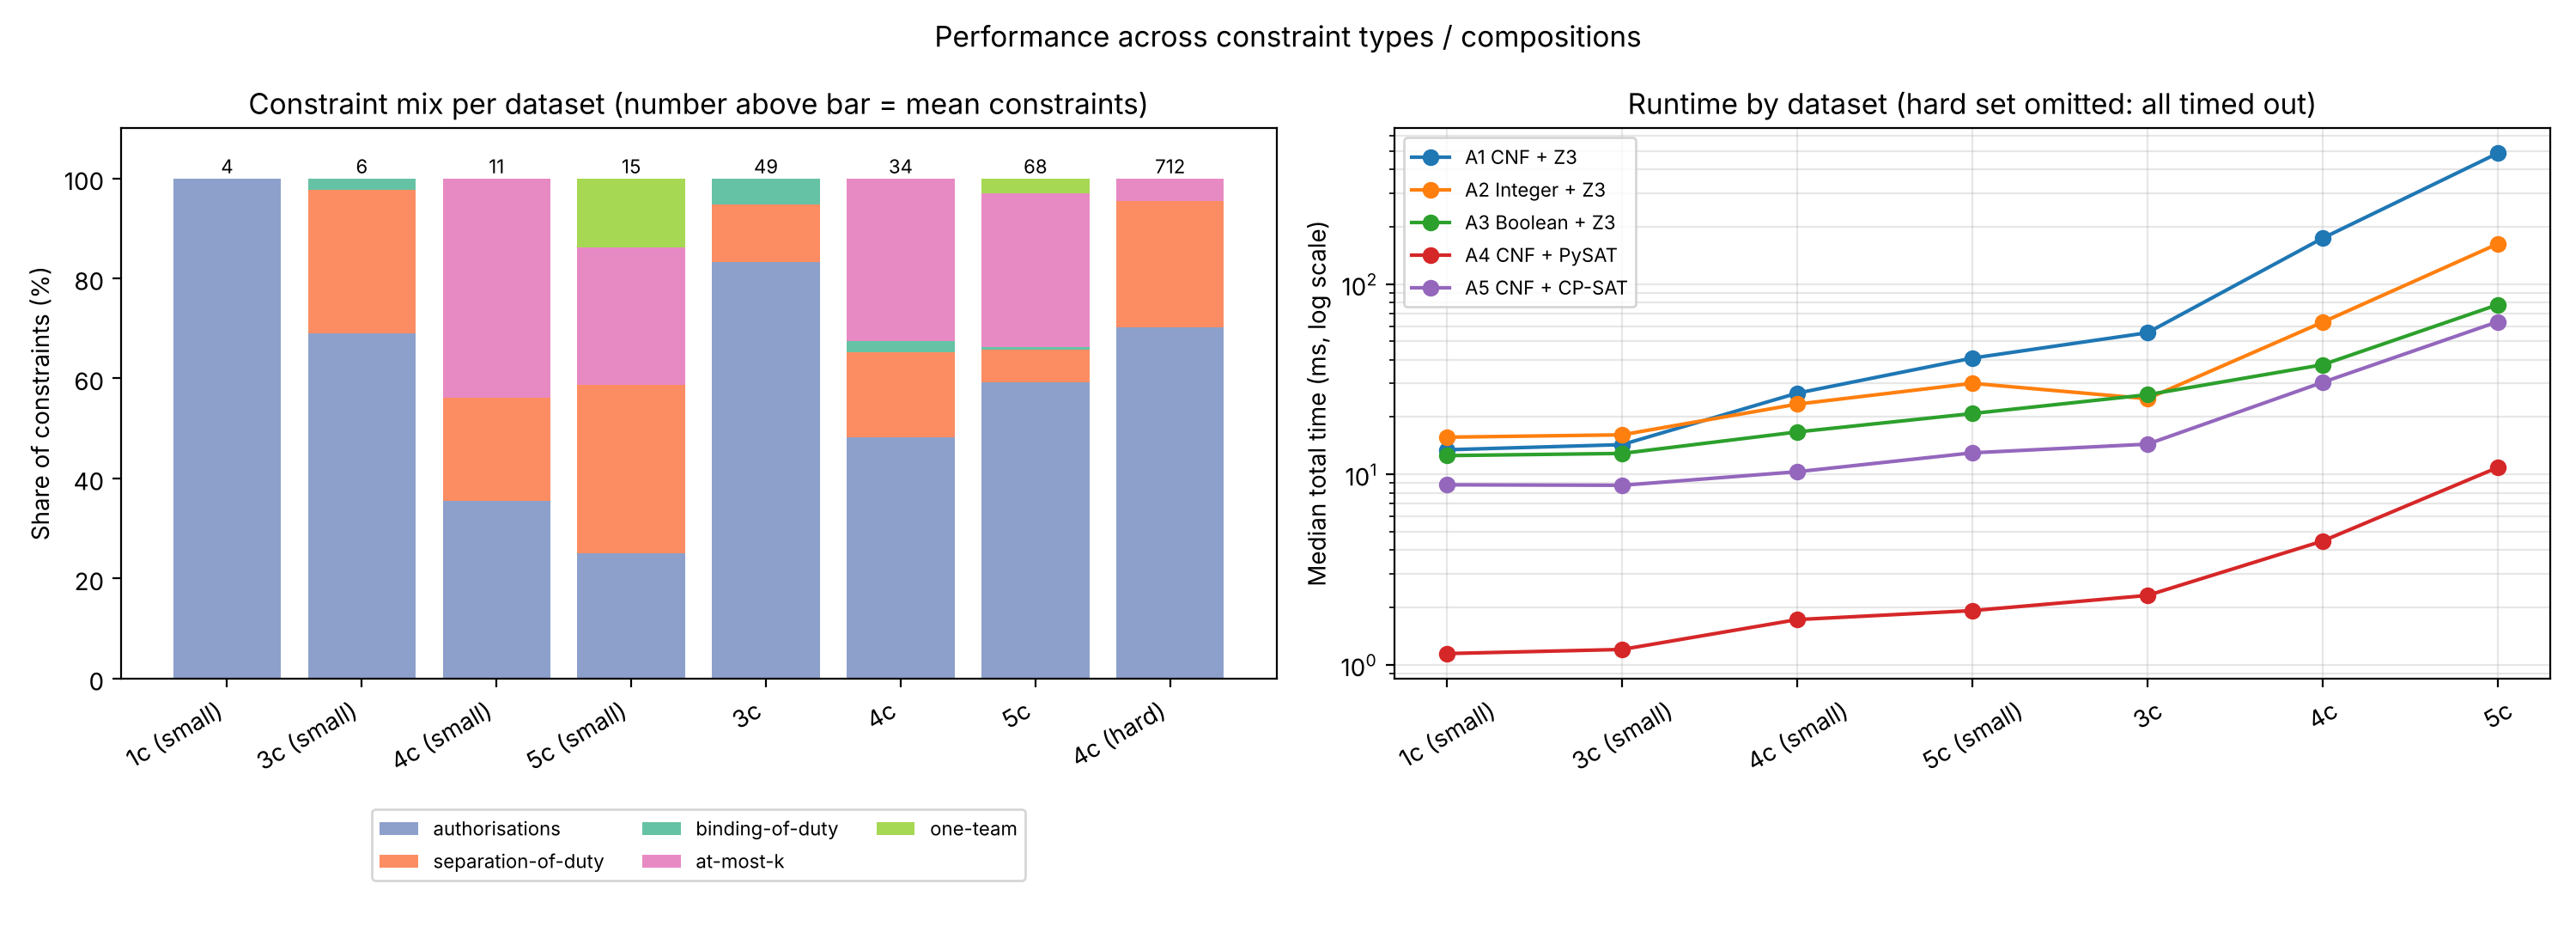 Performance across constraint types / compositions
Constraint mix per dataset (number above bar = mean constraints)
4 6 11 15 49 34 68 712
Share of constraints (%)
100
80
60
40
20
0
1c (small) 3c (small) 4c (small) 5c (small) 3c 4c 5c 4c (hard)
authorisations binding-of-duty one-team
separation-of-duty at-most-k
Runtime by dataset (hard set omitted: all timed out)
A1 CNF + Z3
A2 Integer + Z3
A3 Boolean + Z3
A4 CNF + PySAT
A5 CNF + CP-SAT
Median total time (ms, log scale)
10²
10¹
10⁰
1c (small) 3c (small) 4c (small) 5c (small) 3c 4c 5c